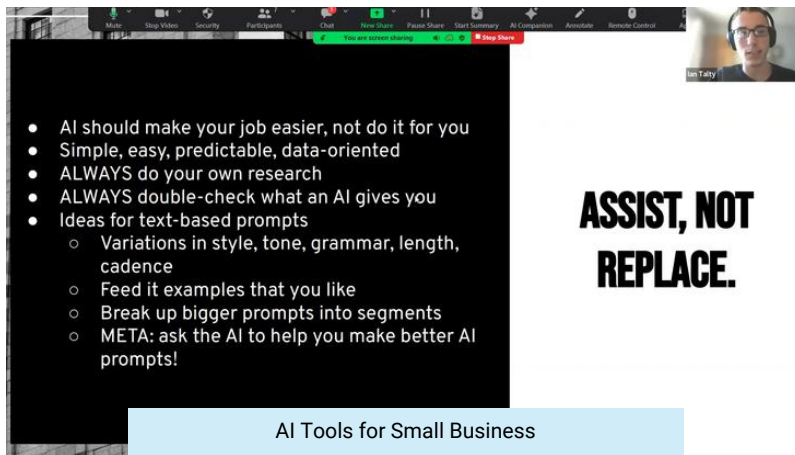 Mute
Stop Video
Security
Participants
Chat
New Share
Pause Share
Start Summary
AI Companion
Annotate
Remote Control
You are screen sharing
Stop Share
Ian Talty
● AI should make your job easier, not do it for you
● Simple, easy, predictable, data-oriented
● ALWAYS do your own research
● ALWAYS double-check what an AI gives you
● Ideas for text-based prompts
○ Variations in style, tone, grammar, length,
cadence
○ Feed it examples that you like
○ Break up bigger prompts into segments
○ META: ask the AI to help you make better AI
prompts!
ASSIST, NOT
REPLACE.
AI Tools for Small Business